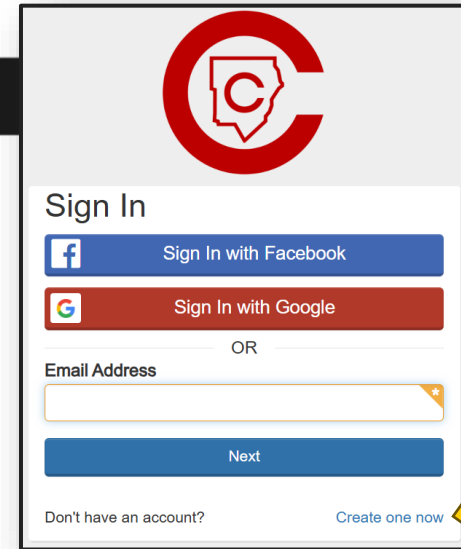 C
C
Sign In
Sign In with Facebook
Sign In with Google
OR
Email Address
Next
Don't have an account? Create one now